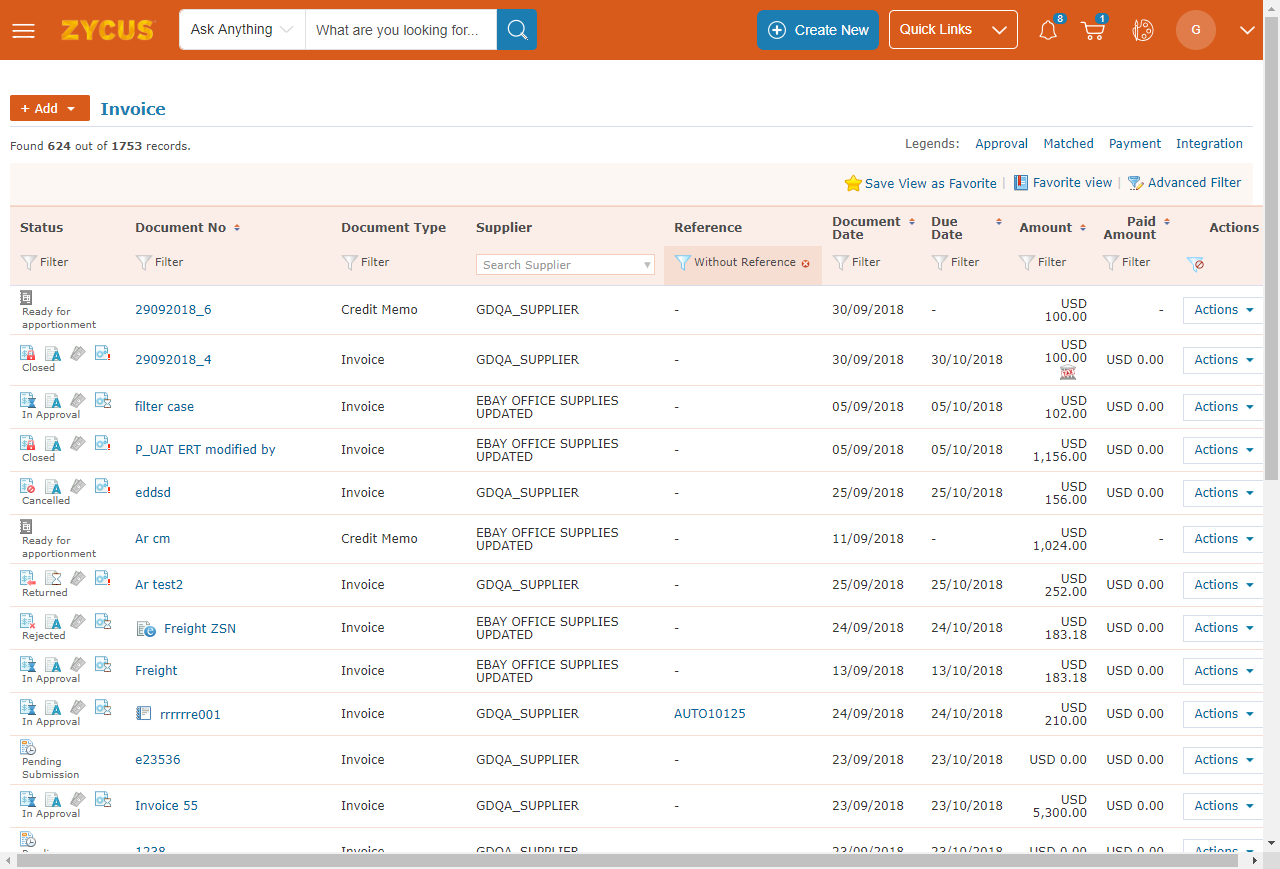 ZYCUS
Ask Anything
What are you looking for...
Create New
Quick Links
8
1
G
+ Add
Invoice
Found 624 out of 1753 records.
Legends: Approval Matched Payment Integration
Save View as Favorite | Favorite view | Advanced Filter
Status Document No Document Type Supplier Reference Document Date Due Date Amount Paid Amount Actions
Filter Filter Filter Search Supplier Without Reference Filter Filter Filter Filter
Ready for apportionment 29092018_6 Credit Memo GDQA_SUPPLIER - 30/09/2018 - USD 100.00 - Actions
Closed 29092018_4 Invoice GDQA_SUPPLIER - 30/09/2018 30/10/2018 USD 100.00 USD 0.00 Actions
In Approval filter case Invoice EBAY OFFICE SUPPLIES UPDATED - 05/09/2018 05/10/2018 USD 102.00 USD 0.00 Actions
Closed P_UAT ERT modified by Invoice EBAY OFFICE SUPPLIES UPDATED - 05/09/2018 05/10/2018 USD 1,156.00 USD 0.00 Actions
Cancelled eddsd Invoice GDQA_SUPPLIER - 25/09/2018 25/10/2018 USD 156.00 USD 0.00 Actions
Ready for apportionment Ar cm Credit Memo EBAY OFFICE SUPPLIES UPDATED - 11/09/2018 - USD 1,024.00 - Actions
Returned Ar test2 Invoice GDQA_SUPPLIER - 25/09/2018 25/10/2018 USD 252.00 USD 0.00 Actions
Rejected Freight ZSN Invoice EBAY OFFICE SUPPLIES UPDATED - 24/09/2018 24/10/2018 USD 183.18 USD 0.00 Actions
In Approval Freight Invoice EBAY OFFICE SUPPLIES UPDATED - 13/09/2018 13/10/2018 USD 183.18 USD 0.00 Actions
In Approval rrrrrre001 Invoice GDQA_SUPPLIER AUTO10125 24/09/2018 24/10/2018 USD 210.00 USD 0.00 Actions
Pending Submission e23536 Invoice GDQA_SUPPLIER - 23/09/2018 23/10/2018 USD 0.00 USD 0.00 Actions
In Approval Invoice 55 Invoice GDQA_SUPPLIER - 23/09/2018 23/10/2018 USD 5,300.00 USD 0.00 Actions
1238 Invoice GDQA_SUPPLIER - 23/09/2018 23/10/2018 USD 0.00 USD 0.00 Actions